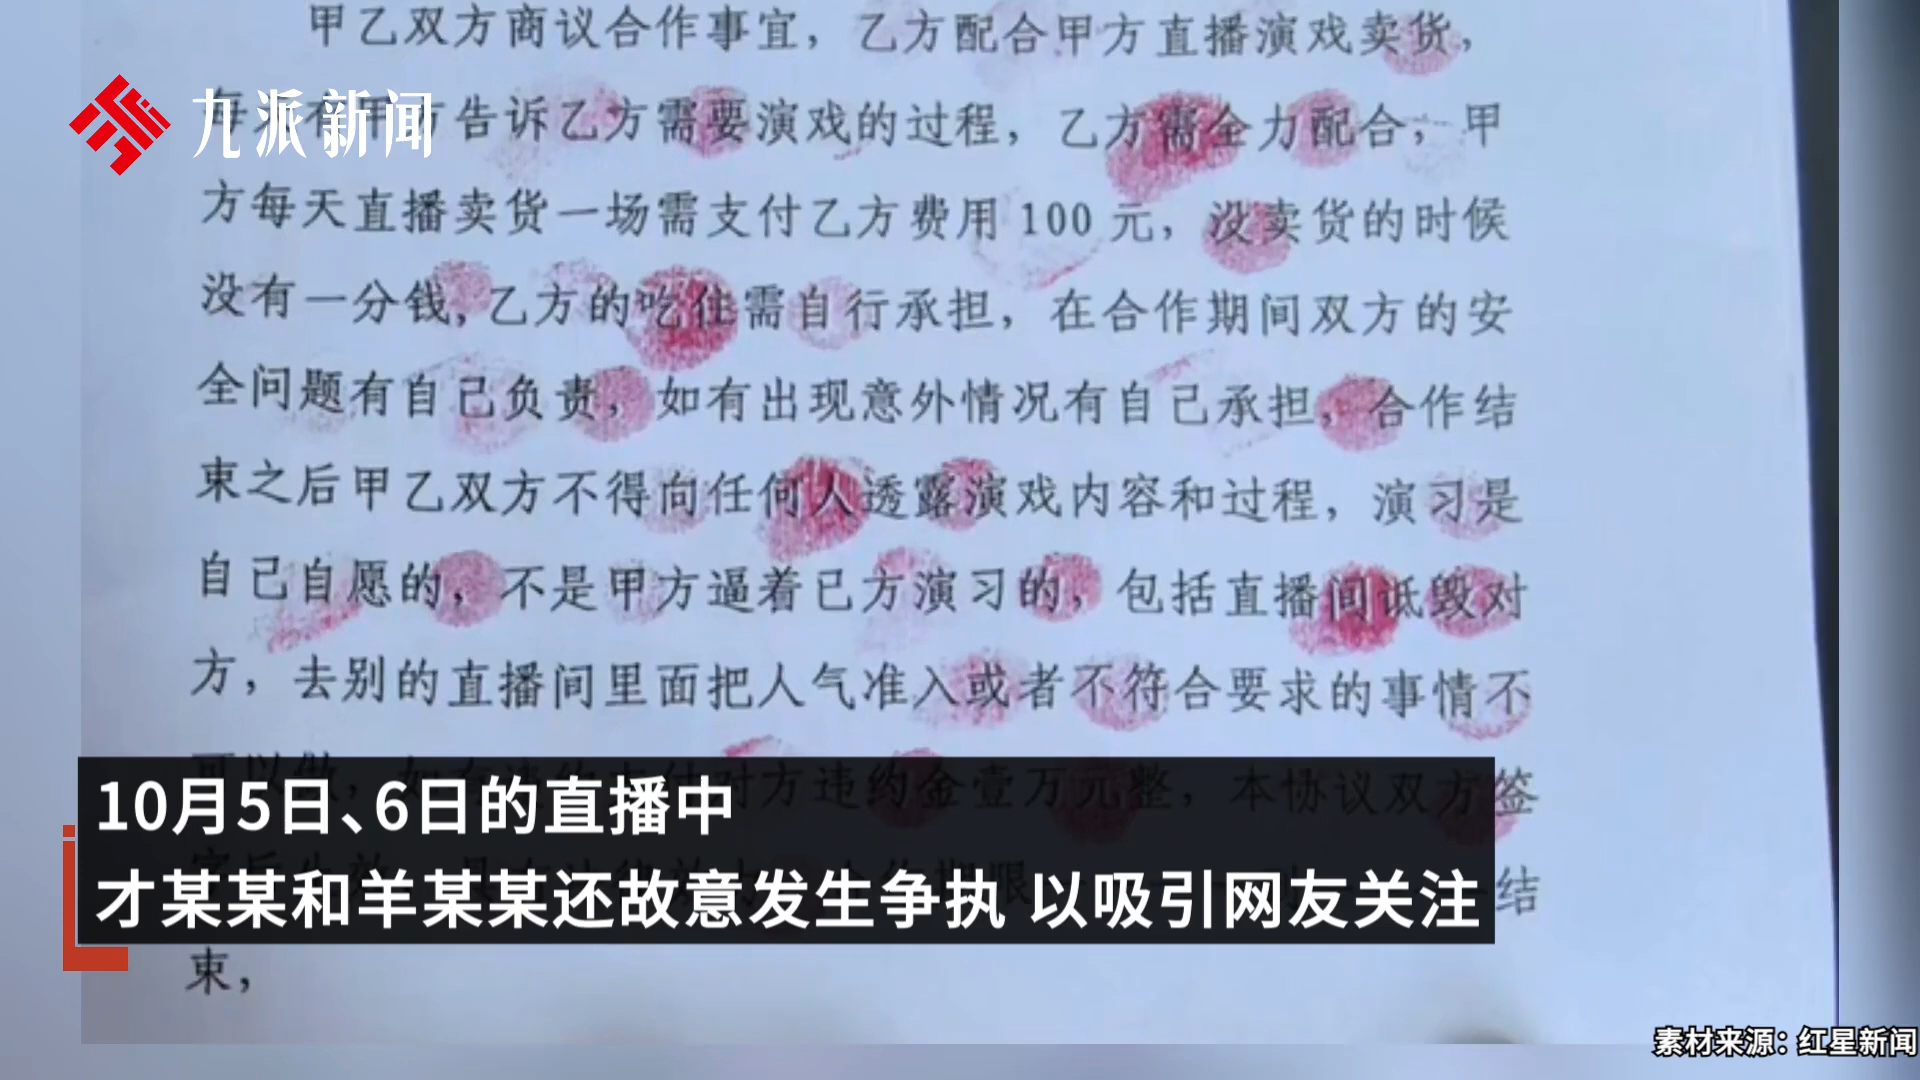 甲乙双方商议合作事宜，乙方配合甲方直播演戏卖货，
九派新闻
方告诉乙方需要演戏的过程，乙方需全力配合，甲
方每天直播卖货一场需支付乙方费用100元，没卖货的时候
没有一分钱，乙方的吃住需自行承担，在合作期间双方的安
全问题有自己负责，如有出现意外情况有自己承担，合作结
束之后甲乙双方不得向任何人透露演戏内容和过程，演习是
自己自愿的，不是甲方逼着已方演习的，包括直播间诋毁对
方，去别的直播间里面把人气准入或者不符合要求的事情不
对方违约金壹万元整，本协议双方签
结
束，
10月5日、6日的直播中
才某某和羊某某还故意发生争执 以吸引网友关注
素材来源：红星新闻